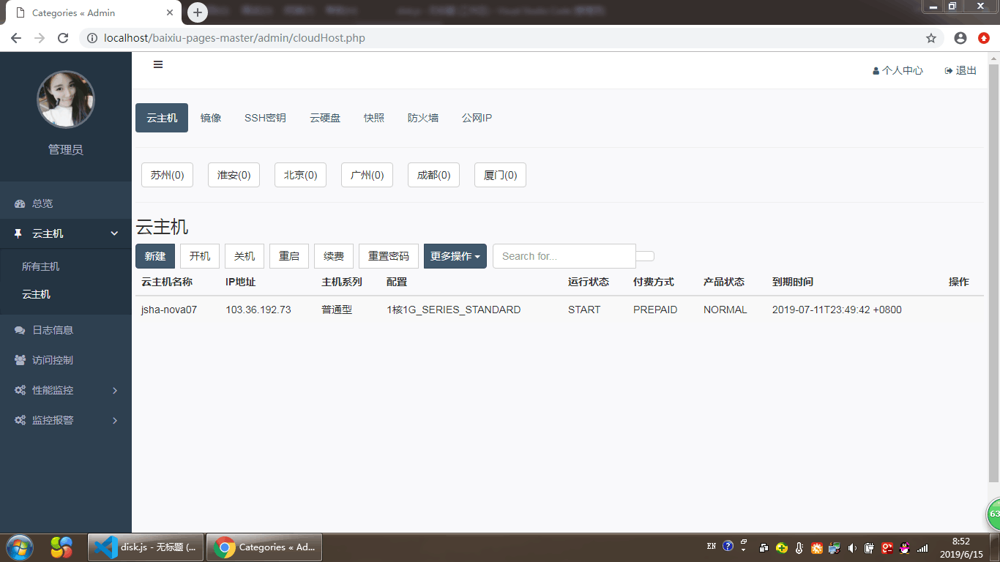 Categories « Admin
localhost/baixiu-pages-master/admin/cloudHost.php
个人中心 退出
管理员
总览
云主机
所有主机
云主机
日志信息
访问控制
性能监控
监控报警
云主机 镜像 SSH密钥 云硬盘 快照 防火墙 公网IP
苏州(0) 淮安(0) 北京(0) 广州(0) 成都(0) 厦门(0)
云主机
新建 开机 关机 重启 续费 重置密码 更多操作 Search for...
云主机名称 IP地址 主机系列 配置 运行状态 付费方式 产品状态 到期时间 操作
jsha-nova07 103.36.192.73 普通型 1核1G_SERIES_STANDARD START PREPAID NORMAL 2019-07-11T23:49:42 +0800
63
disk.js - 无标题 (... Categories « Ad... EN 8:52
2019/6/15